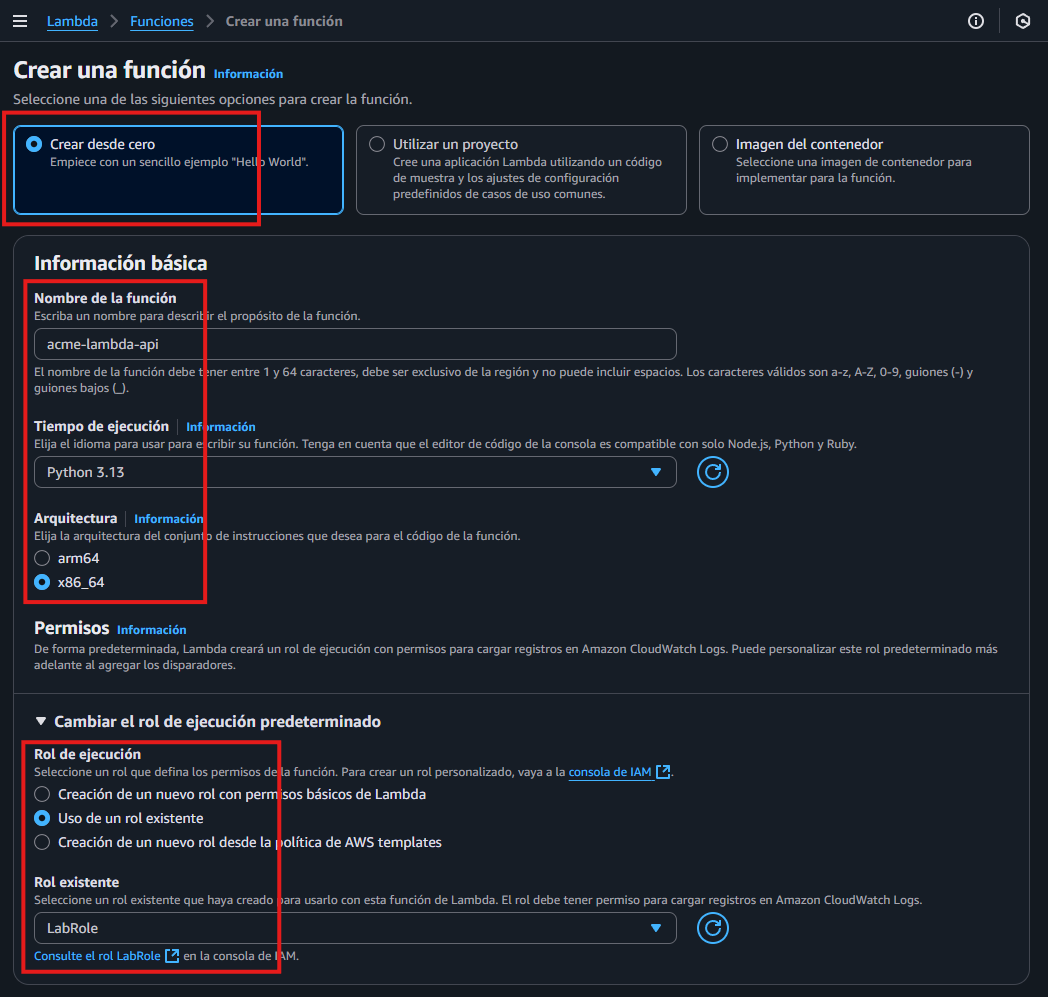 Lambda > Funciones > Crear una función
Crear una función Información
Seleccione una de las siguientes opciones para crear la función.
Crear desde cero
Empiece con un sencillo ejemplo "Hello World".
Utilizar un proyecto
Cree una aplicación Lambda utilizando un código
de muestra y los ajustes de configuración
predefinidos de casos de uso comunes.
Imagen del contenedor
Seleccione una imagen de contenedor para
implementar para la función.
Información básica
Nombre de la función
Escriba un nombre para describir el propósito de la función.
acme-lambda-api
El nombre de la función debe tener entre 1 y 64 caracteres, debe ser exclusivo de la región y no puede incluir espacios. Los caracteres válidos son a-z, A-Z, 0-9, guiones (-) y
guiones bajos (_).
Tiempo de ejecución Información
Elija el idioma para usar para escribir su función. Tenga en cuenta que el editor de código de la consola es compatible con solo Node.js, Python y Ruby.
Python 3.13
Arquitectura Información
Elija la arquitectura del conjunto de instrucciones que desea para el código de la función.
arm64
x86_64
Permisos Información
De forma predeterminada, Lambda creará un rol de ejecución con permisos para cargar registros en Amazon CloudWatch Logs. Puede personalizar este rol predeterminado más
adelante al agregar los disparadores.
Cambiar el rol de ejecución predeterminado
Rol de ejecución
Seleccione un rol que defina los permisos de la función. Para crear un rol personalizado, vaya a la consola de IAM.
Creación de un nuevo rol con permisos básicos de Lambda
Uso de un rol existente
Creación de un nuevo rol desde la política de AWS templates
Rol existente
Seleccione un rol existente que haya creado para usarlo con esta función de Lambda. El rol debe tener permiso para cargar registros en Amazon CloudWatch Logs.
LabRole
Consulte el rol LabRole en la consola de IAM.